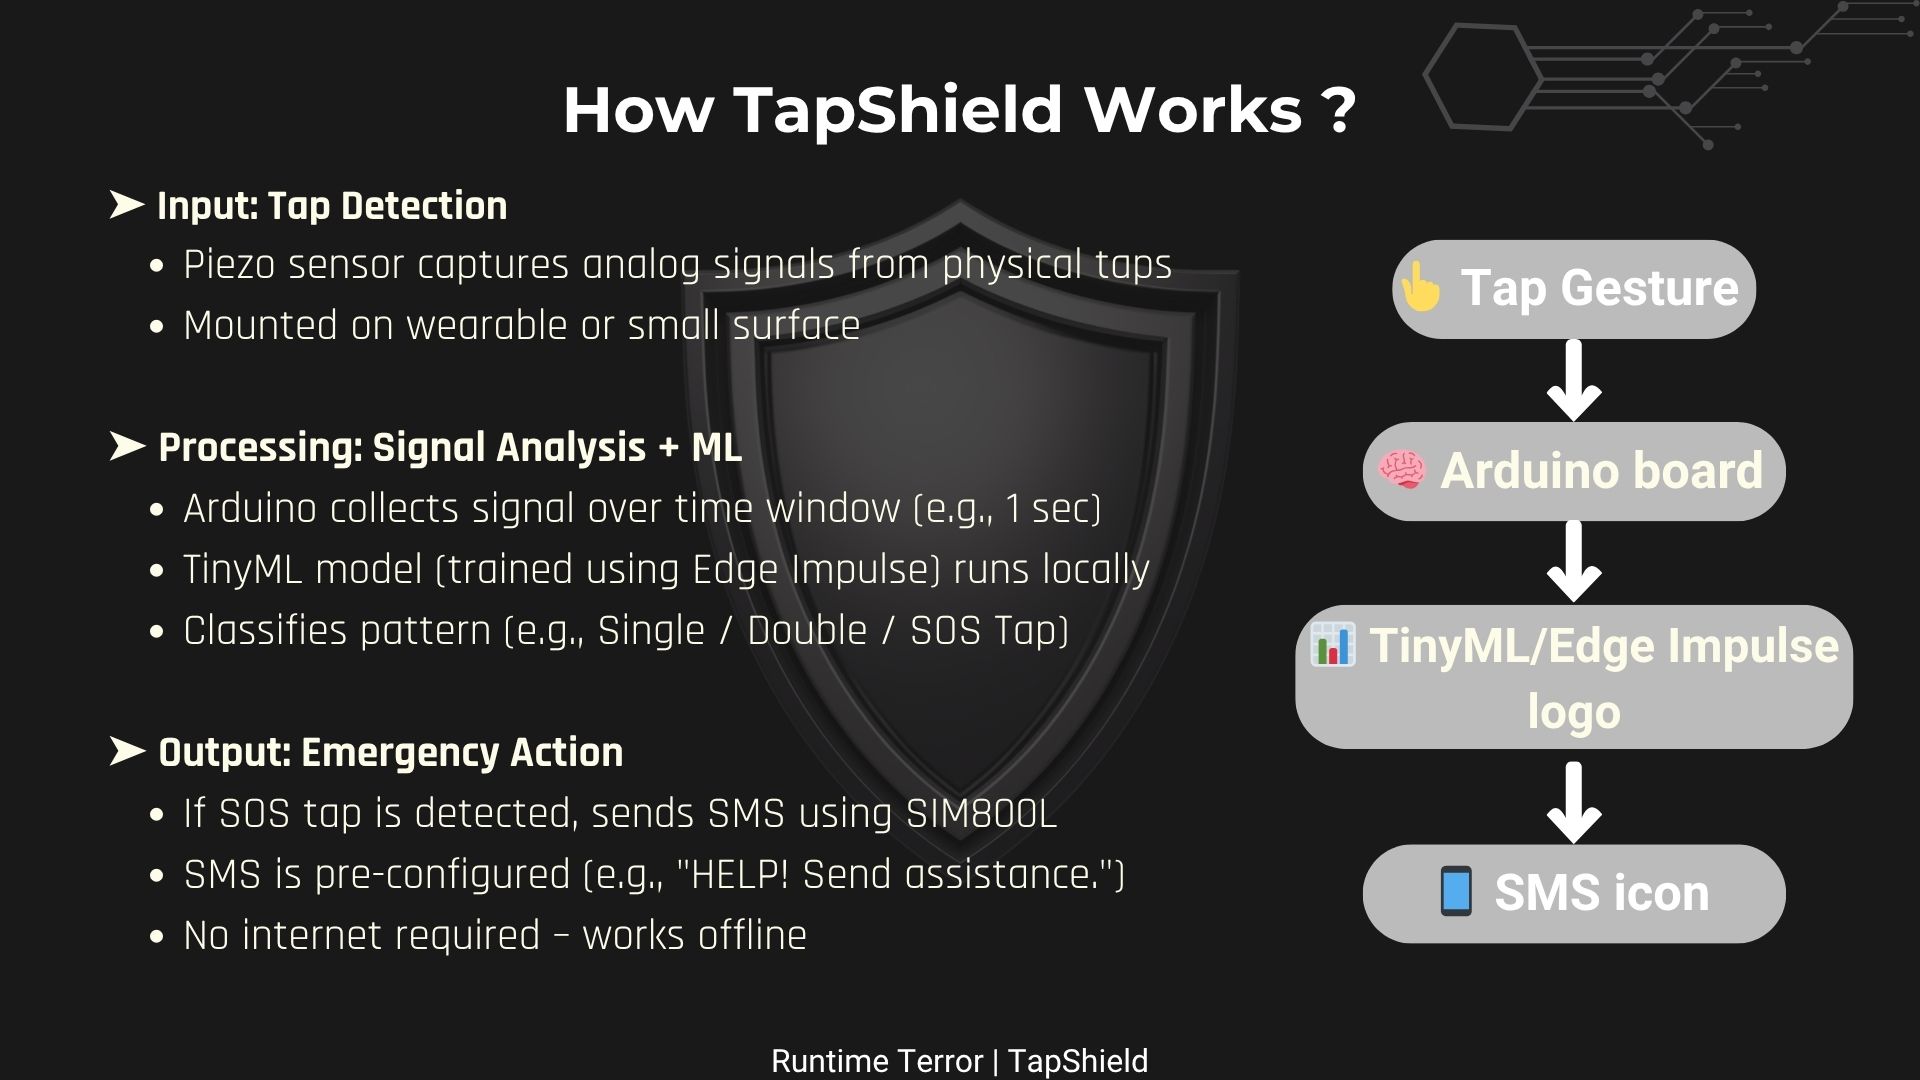 How TapShield Works ?
➤ Input: Tap Detection
• Piezo sensor captures analog signals from physical taps
• Mounted on wearable or small surface
➤ Processing: Signal Analysis + ML
• Arduino collects signal over time window (e.g., 1 sec)
• TinyML model (trained using Edge Impulse) runs locally
• Classifies pattern (e.g., Single / Double / SOS Tap)
➤ Output: Emergency Action
• If SOS tap is detected, sends SMS using SIM800L
• SMS is pre-configured (e.g., "HELP! Send assistance.")
• No internet required – works offline
👆 Tap Gesture
🧠 Arduino board
📊 TinyML/Edge Impulse
logo
📱 SMS icon
Runtime Terror | TapShield